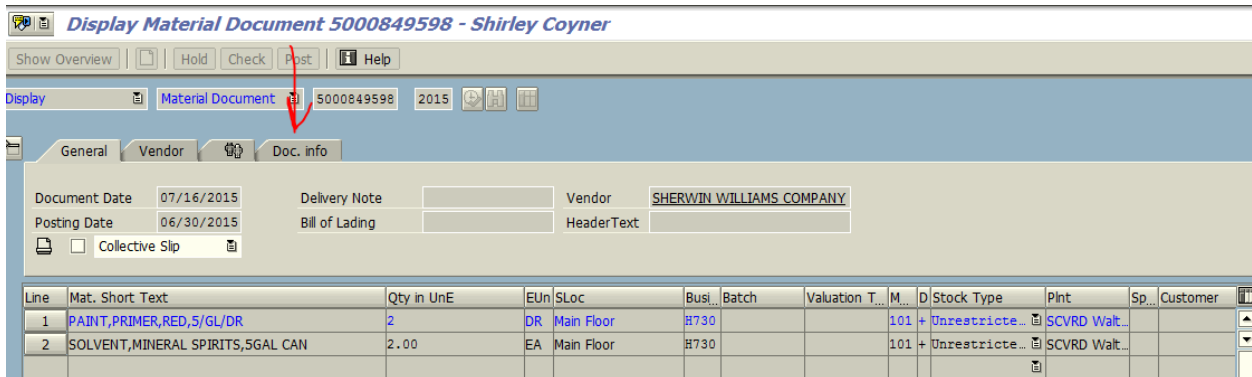 Display Material Document 5000849598 - Shirley Coyner
Show Overview Hold Check Post Help
Display Material Document 5000849598 2015
General Vendor Doc. info
Document Date 07/16/2015 Delivery Note Vendor SHERWIN WILLIAMS COMPANY
Posting Date 06/30/2015 Bill of Lading HeaderText
Collective Slip
Line Mat. Short Text Qty in UnE EUn SLoc Busi... Batch Valuation T... M... D Stock Type Plnt Sp... Customer
1 PAINT,PRIMER,RED,5/GL/DR 2 DR Main Floor H730 101 + Unrestricte... SCVRD Walt...
2 SOLVENT,MINERAL SPIRITS,5GAL CAN 2.00 EA Main Floor H730 101 + Unrestricte... SCVRD Walt...